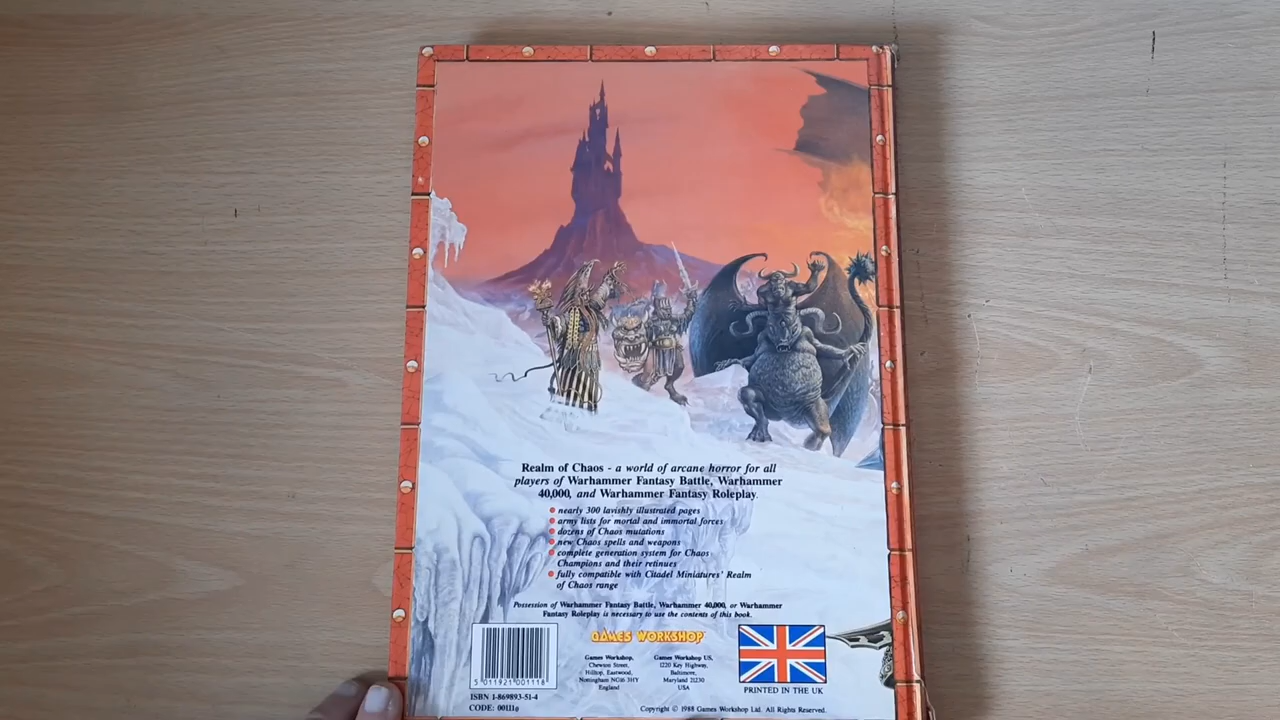 Realm of Chaos - a world of arcane horror for all
players of Warhammer Fantasy Battle, Warhammer
40,000, and Warhammer Fantasy Roleplay.
nearly 300 lavishly illustrated pages
army lists for mortal and immortal forces
dozens of Chaos mutations
new Chaos spells and weapons
complete generation system for Chaos
Champions and their retinues
fully compatible with Citadel Miniatures' Realm
of Chaos range
Possession of Warhammer Fantasy Battle, Warhammer 40,000, or Warhammer
Fantasy Roleplay is necessary to use the contents of this book.
GAMES WORKSHOP
Games Workshop,
Chewton Street,
Hilltop, Eastwood,
Nottingham NG16 3HY
England
Games Workshop US,
1220 Key Highway,
Baltimore,
Maryland 21230
USA
5 011921 001118
ISBN 1-869893-51-4
CODE: 001110
PRINTED IN THE UK
Copyright © 1988 Games Workshop Ltd. All Rights Reserved.